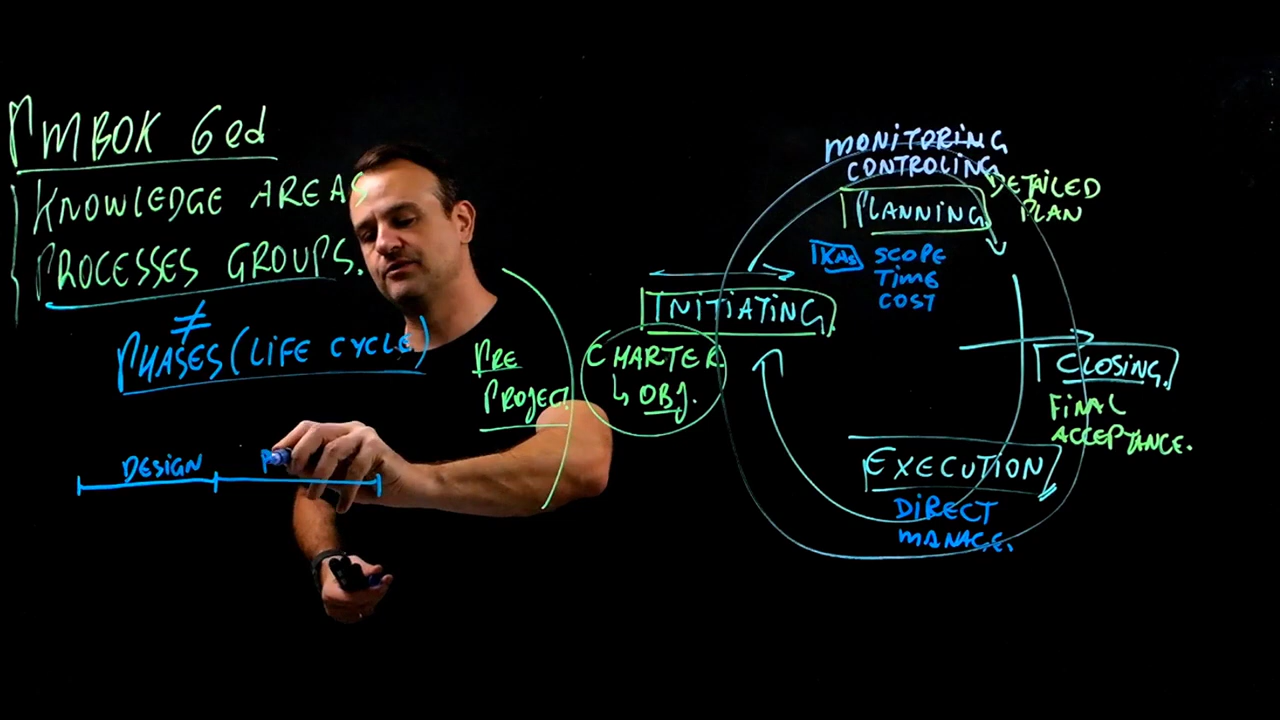 PMBOK 6ed
KNOWLEDGE AREAS
PROCESSES GROUPS.
≠
PHASES (LIFE CYCLE)
DESIGN
P
PRE
PROJECT.
INITIATING
CHARTER
↳ OBJ.
MONITORING
CONTROLING
PLANNING
DETAILED
PLAN
KAs
SCOPE
TIME
COST
CLOSING.
FINAL
ACCEPTANCE.
EXECUTION
DIRECT
MANAGE.